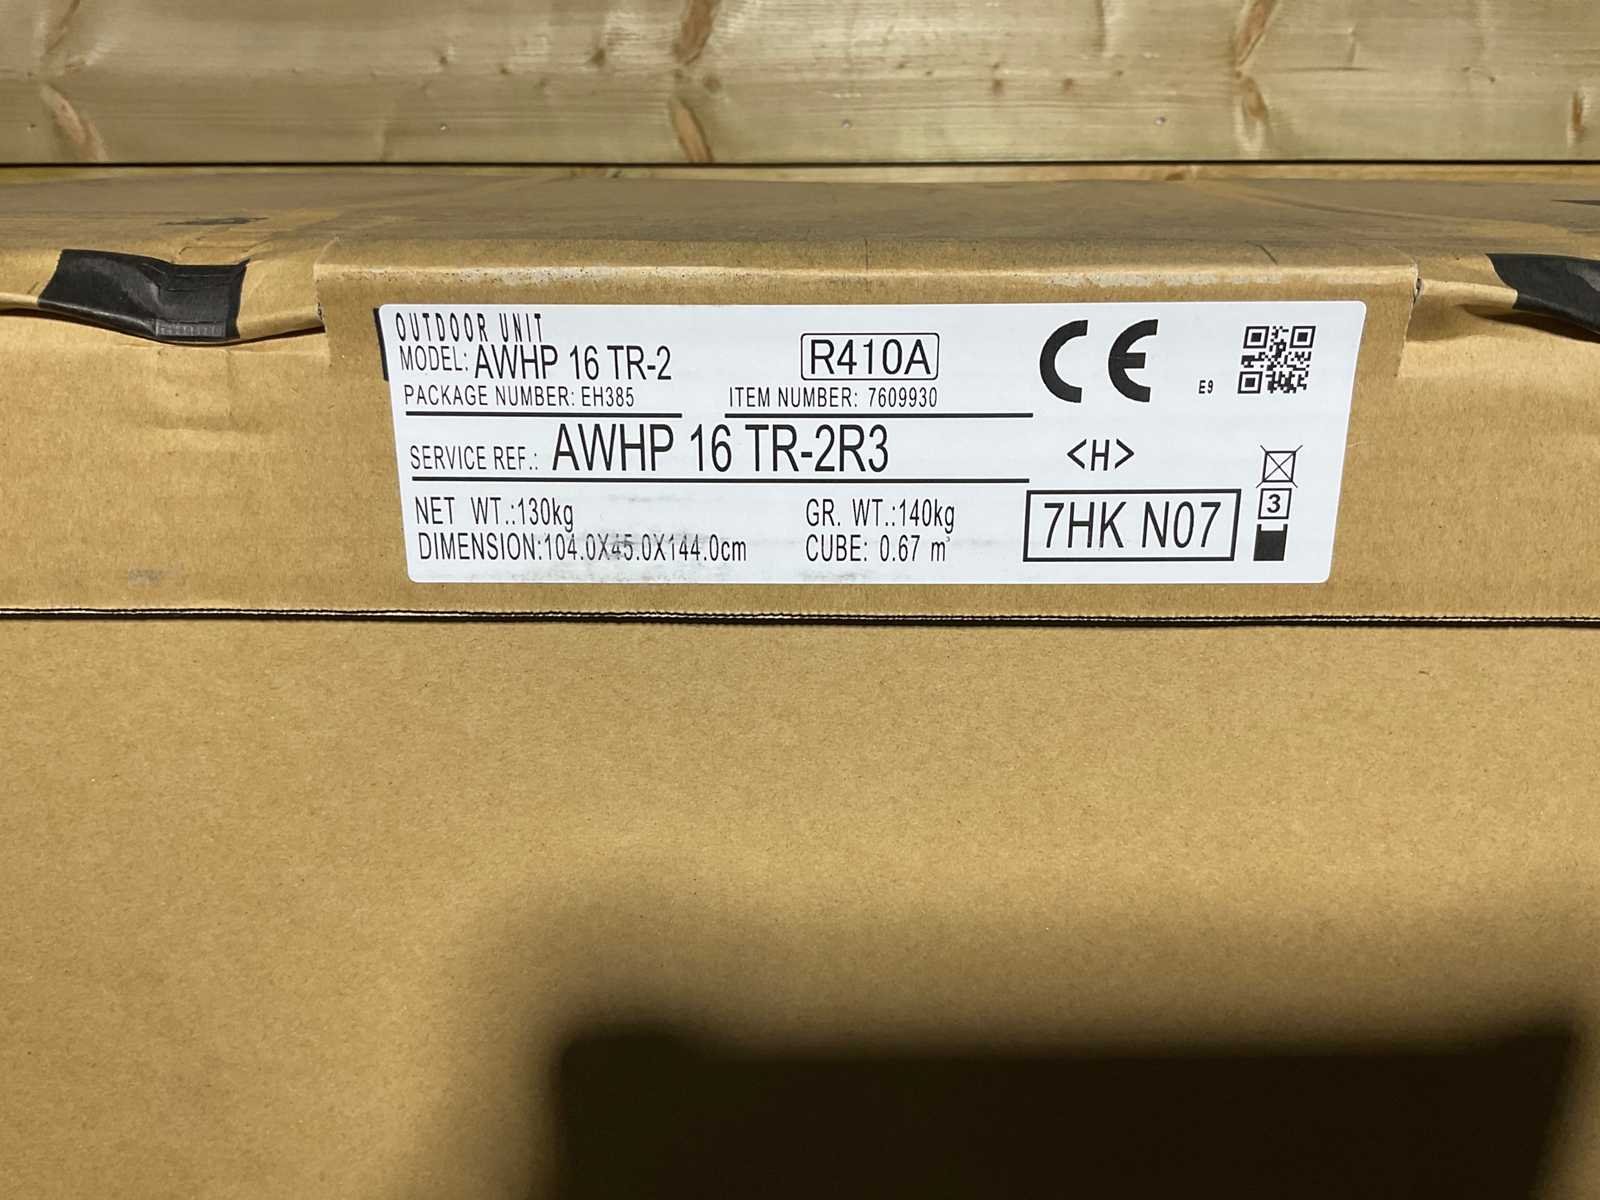 OUTDOOR UNIT
MODEL: AWHP 16 TR-2
R410A
PACKAGE NUMBER: EH385
ITEM NUMBER: 7609930
CE
E9
SERVICE REF.: AWHP 16 TR-2R3
<H>
NET WT.:130kg
GR. WT.:140kg
DIMENSION:104.0X45.0X144.0cm
CUBE: 0.67 m³
7HK N07
3